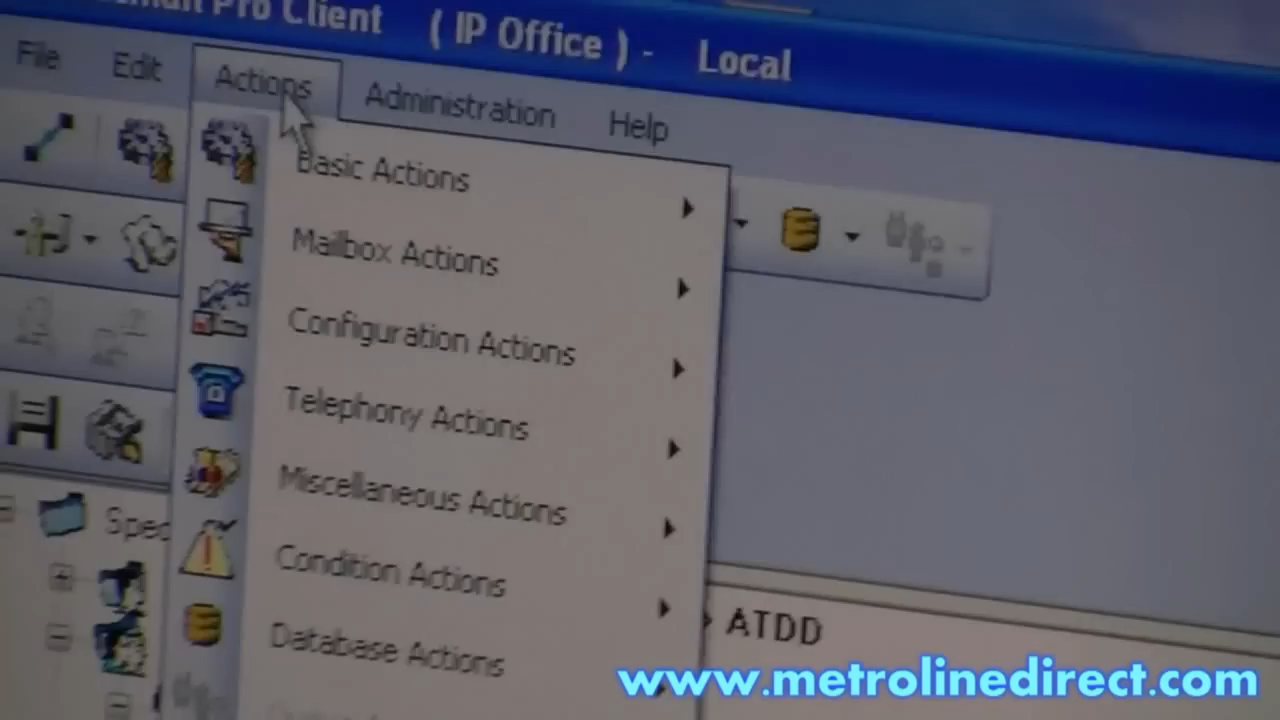 Pro Client ( IP Office ) - Local
File Edit Actions Administration Help
Basic Actions
Mailbox Actions
Configuration Actions
Telephony Actions
Miscellaneous Actions
Spec
Condition Actions
ATDD
Database Actions
www.metrolinedirect.com